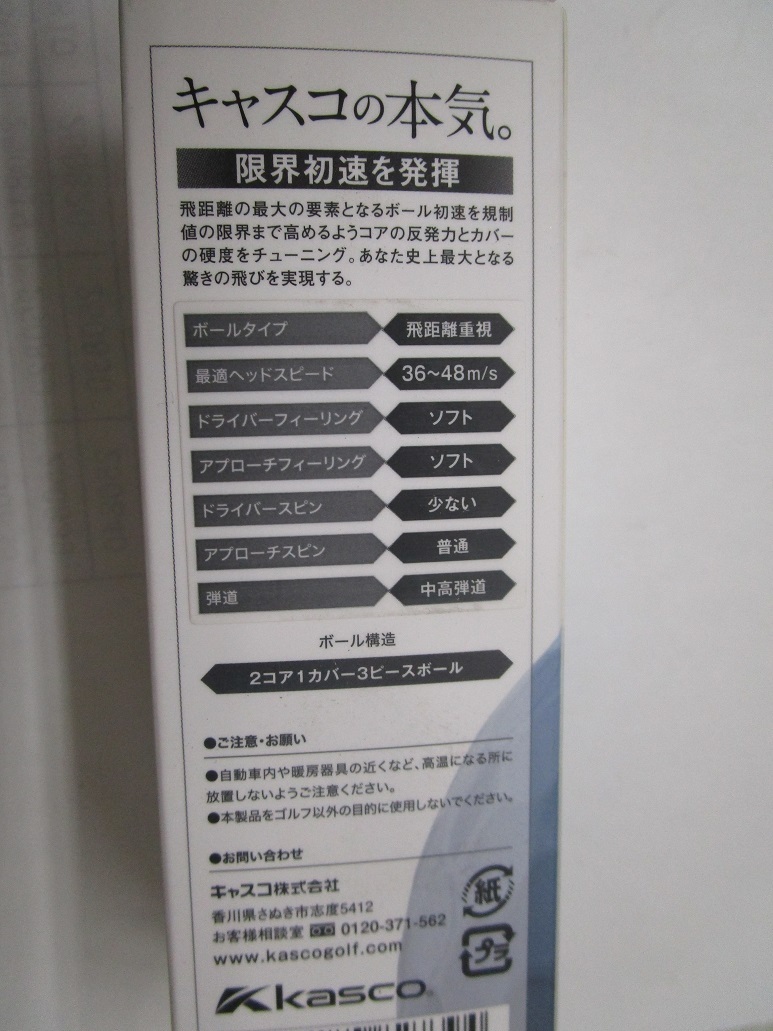 キャスコの本気。
限界初速を発揮
飛距離の最大の要素となるボール初速を規制
値の限界まで高めるようコアの反発力とカバー
の硬度をチューニング。あなた史上最大となる
驚きの飛びを実現する。
ボールタイプ 飛距離重視
最適ヘッドスピード 36~48m/s
ドライバーフィーリング ソフト
アプローチフィーリング ソフト
ドライバースピン 少ない
アプローチスピン 普通
弾道 中高弾道
ボール構造
2コア1カバー3ピースボール
●ご注意・お願い
●自動車内や暖房器具の近くなど、高温になる所に
放置しないようご注意ください。
●本製品をゴルフ以外の目的に使用しないでください。
●お問い合わせ
キャスコ株式会社
香川県さぬき市志度5412
お客様相談室 0120-371-562
www.kascogolf.com
紙
プラ
kasco